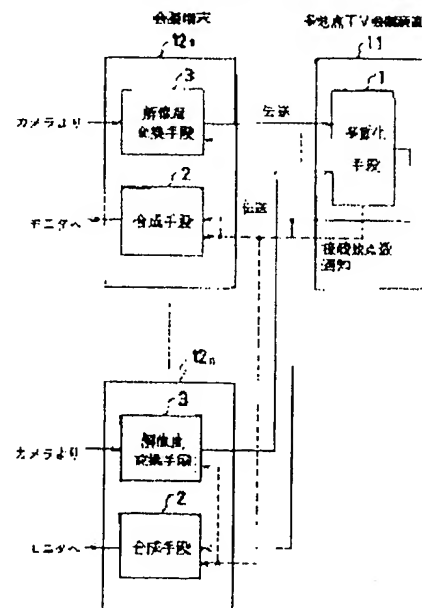 会議端末
多地点TV会議装置
12₁
11
3
1
カメラより
解像度
変換手段
伝送
多重化
手段
2
モニタへ
合成手段
伝送
接続地点数
通知
12n
3
カメラより
解像度
変換手段
2
モニタへ
合成手段